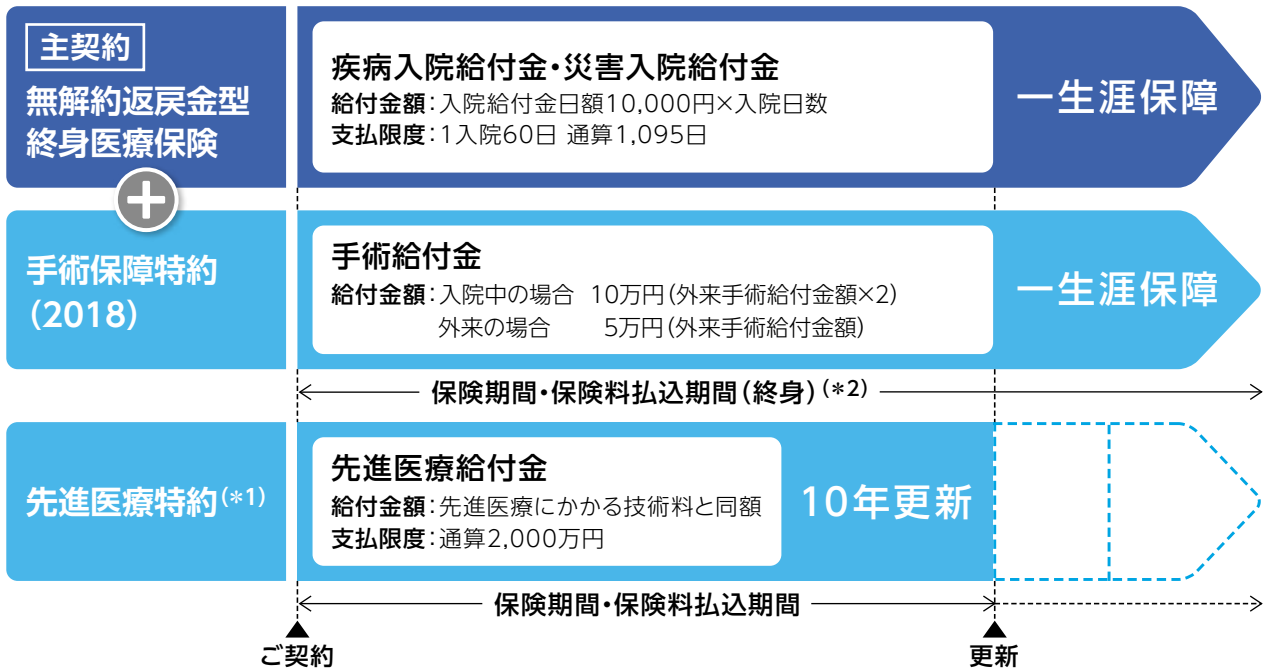 主契約
無解約返戻金型
終身医療保険
疾病入院給付金・災害入院給付金
給付金額：入院給付金日額10,000円×入院日数
支払限度：1入院60日 通算1,095日
一生涯保障
手術保障特約
(2018)
手術給付金
給付金額：入院中の場合 10万円(外来手術給付金額×2)
外来の場合 5万円(外来手術給付金額)
一生涯保障
保険期間・保険料払込期間(終身)(*2)
先進医療特約(*1)
先進医療給付金
給付金額：先進医療にかかる技術料と同額
支払限度：通算2,000万円
10年更新
保険期間・保険料払込期間
ご契約
更新